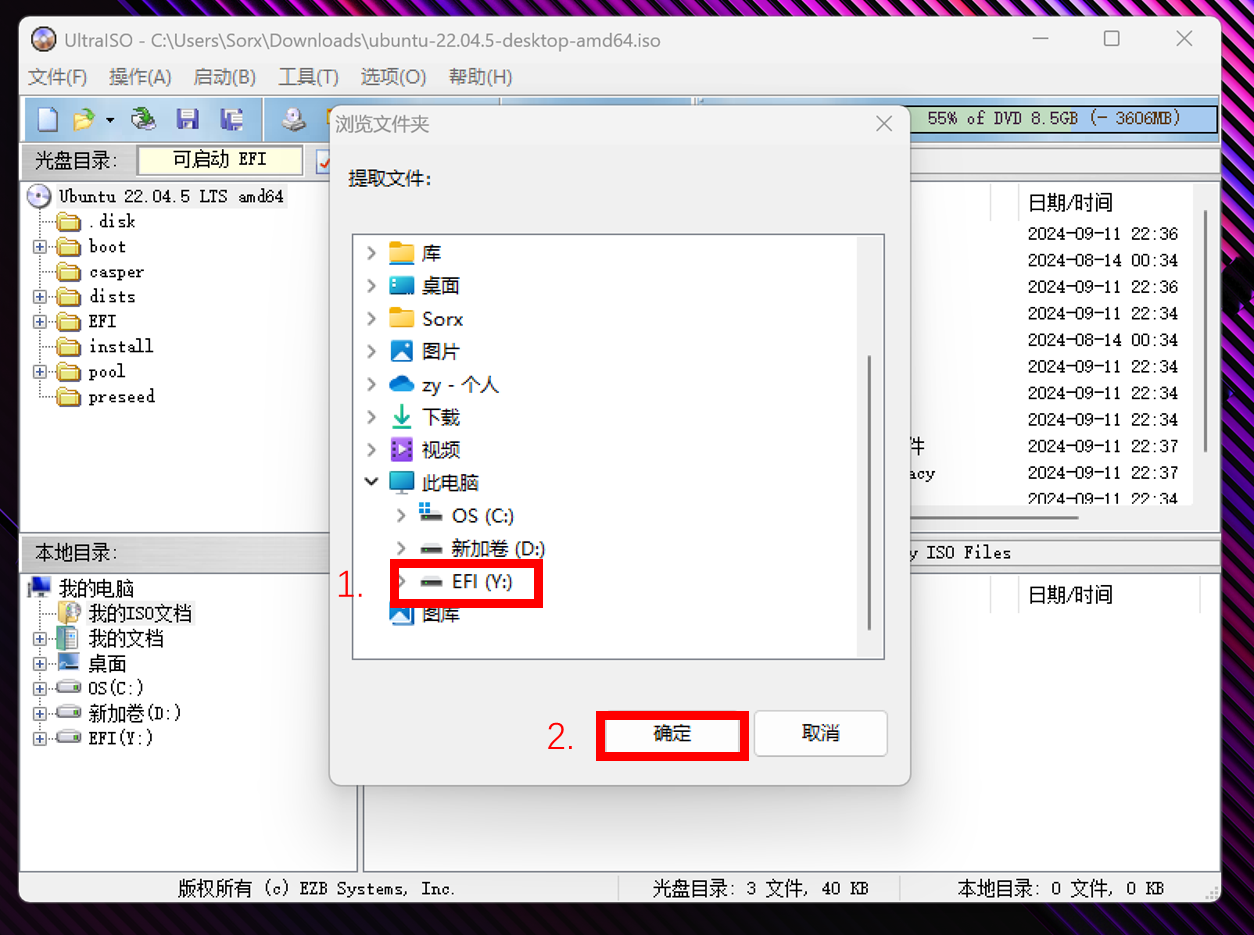 UltraISO - C:\Users\Sorx\Downloads\ubuntu-22.04.5-desktop-amd64.iso
文件(F) 操作(A) 启动(B) 工具(T) 选项(O) 帮助(H)
浏览文件夹
55% of DVD 8.5GB (- 3606MB)
光盘目录: 可启动 EFI
提取文件:
Ubuntu 22.04.5 LTS amd64
.disk
boot
casper
dists
EFI
install
pool
preseed
库
桌面
Sorx
图片
zy - 个人
下载
视频
此电脑
OS (C:)
新加卷 (D:)
1. EFI (Y:)
图库
2. 确定 取消
日期/时间
2024-09-11 22:36
2024-08-14 00:34
2024-09-11 22:36
2024-09-11 22:34
2024-08-14 00:34
2024-09-11 22:34
2024-09-11 22:34
2024-09-11 22:34
件 2024-09-11 22:37
acy 2024-09-11 22:37
2024-09-11 22:34
本地目录: y ISO Files
我的电脑
我的ISO文档
我的文档
桌面
OS(C:)
新加卷(D:)
EFI(Y:)
日期/时间
版权所有 (c) EZB Systems, Inc. 光盘目录: 3 文件, 40 KB 本地目录: 0 文件, 0 KB